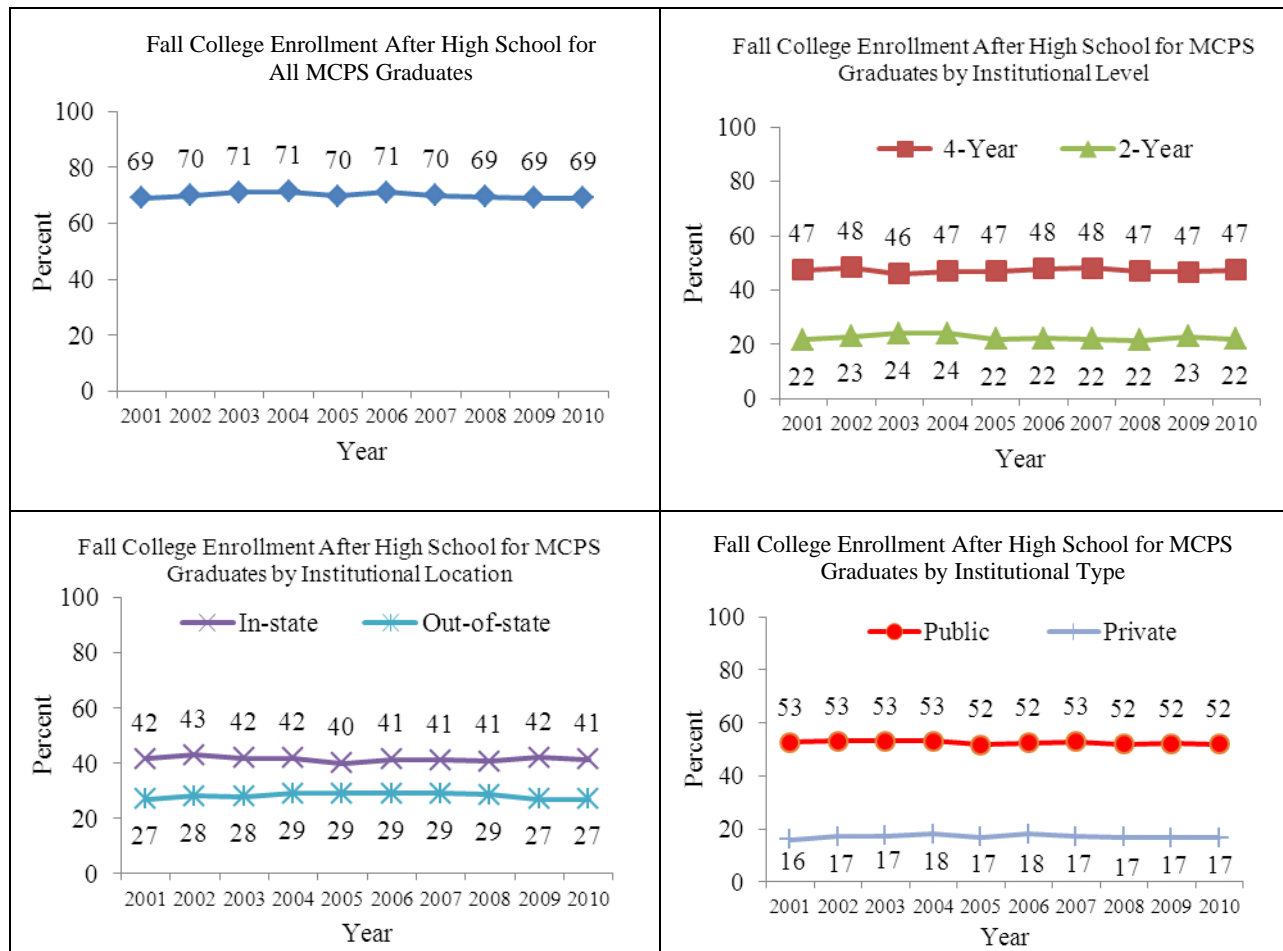 Fall College Enrollment After High School for
All MCPS Graduates
100
80
60
40
20
0
Percent
69 70 71 71 70 71 70 69 69 69
2001 2002 2003 2004 2005 2006 2007 2008 2009 2010
Year
Fall College Enrollment After High School for MCPS
Graduates by Institutional Level
100
80
60
40
20
0
Percent
4-Year 2-Year
47 48 46 47 47 48 48 47 47 47
22 23 24 24 22 22 22 22 23 22
2001 2002 2003 2004 2005 2006 2007 2008 2009 2010
Year
Fall College Enrollment After High School for MCPS
Graduates by Institutional Location
100
80
60
40
20
0
Percent
In-state Out-of-state
42 43 42 42 40 41 41 41 42 41
27 28 28 29 29 29 29 29 27 27
2001 2002 2003 2004 2005 2006 2007 2008 2009 2010
Year
Fall College Enrollment After High School for MCPS
Graduates by Institutional Type
100
80
60
40
20
0
Percent
Public Private
53 53 53 53 52 52 53 52 52 52
16 17 17 18 17 18 17 17 17 17
2001 2002 2003 2004 2005 2006 2007 2008 2009 2010
Year